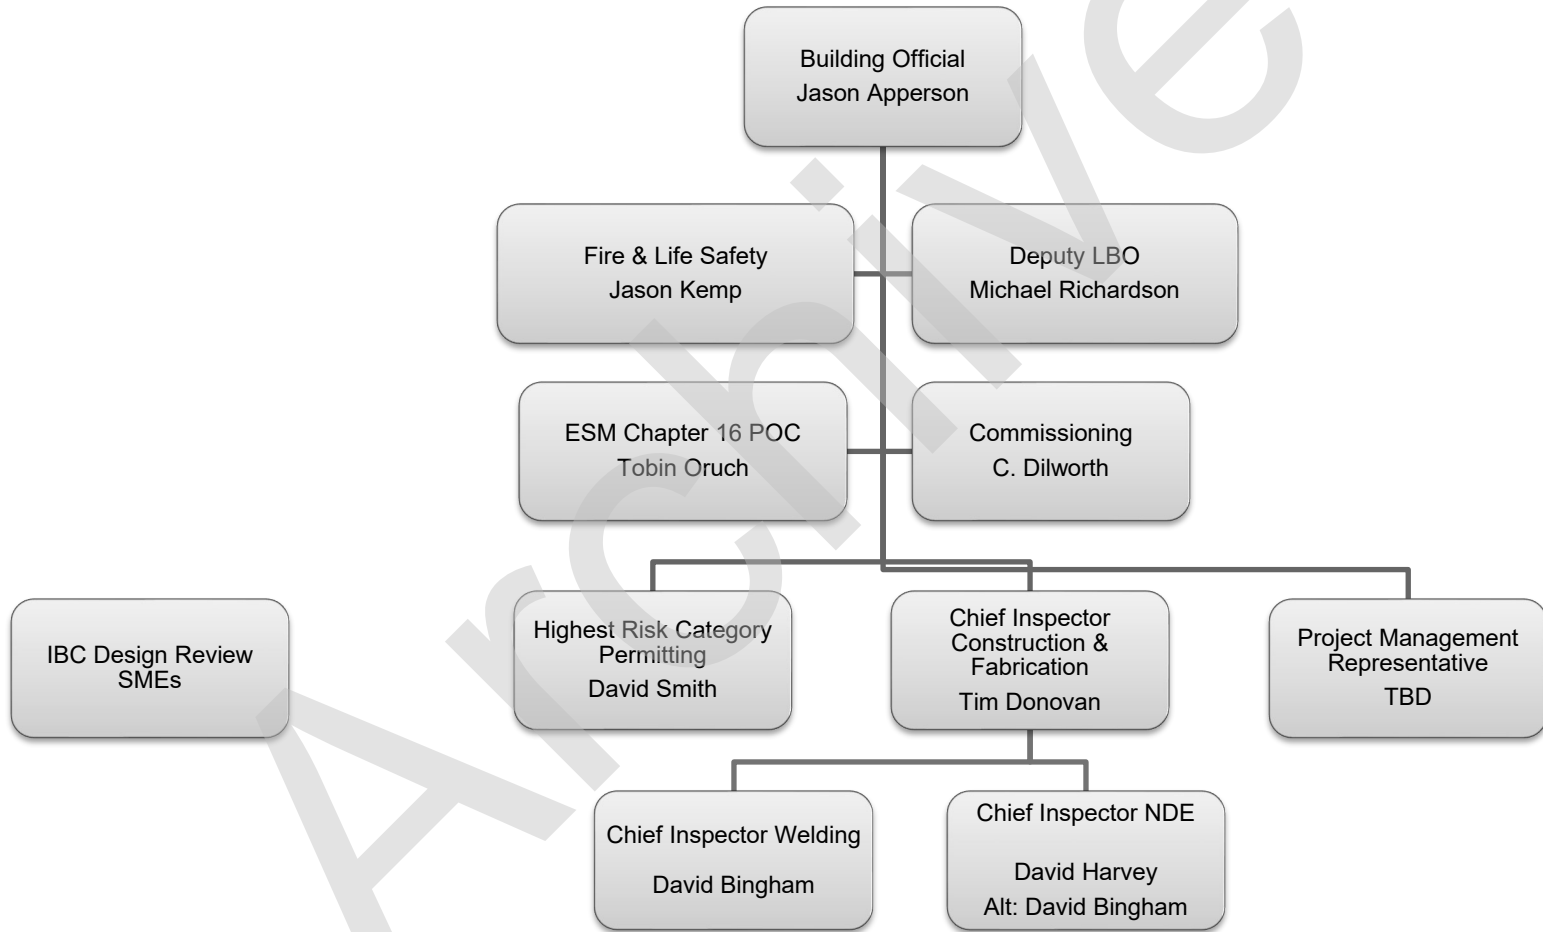 Building Official
Jason Apperson
Fire & Life Safety
Jason Kemp
Deputy LBO
Michael Richardson
ESM Chapter 16 POC
Tobin Oruch
Commissioning
C. Dilworth
IBC Design Review
SMEs
Highest Risk Category
Permitting
David Smith
Chief Inspector
Construction &
Fabrication
Tim Donovan
Project Management
Representative
TBD
Chief Inspector Welding
David Bingham
Chief Inspector NDE
David Harvey
Alt: David Bingham
Archive